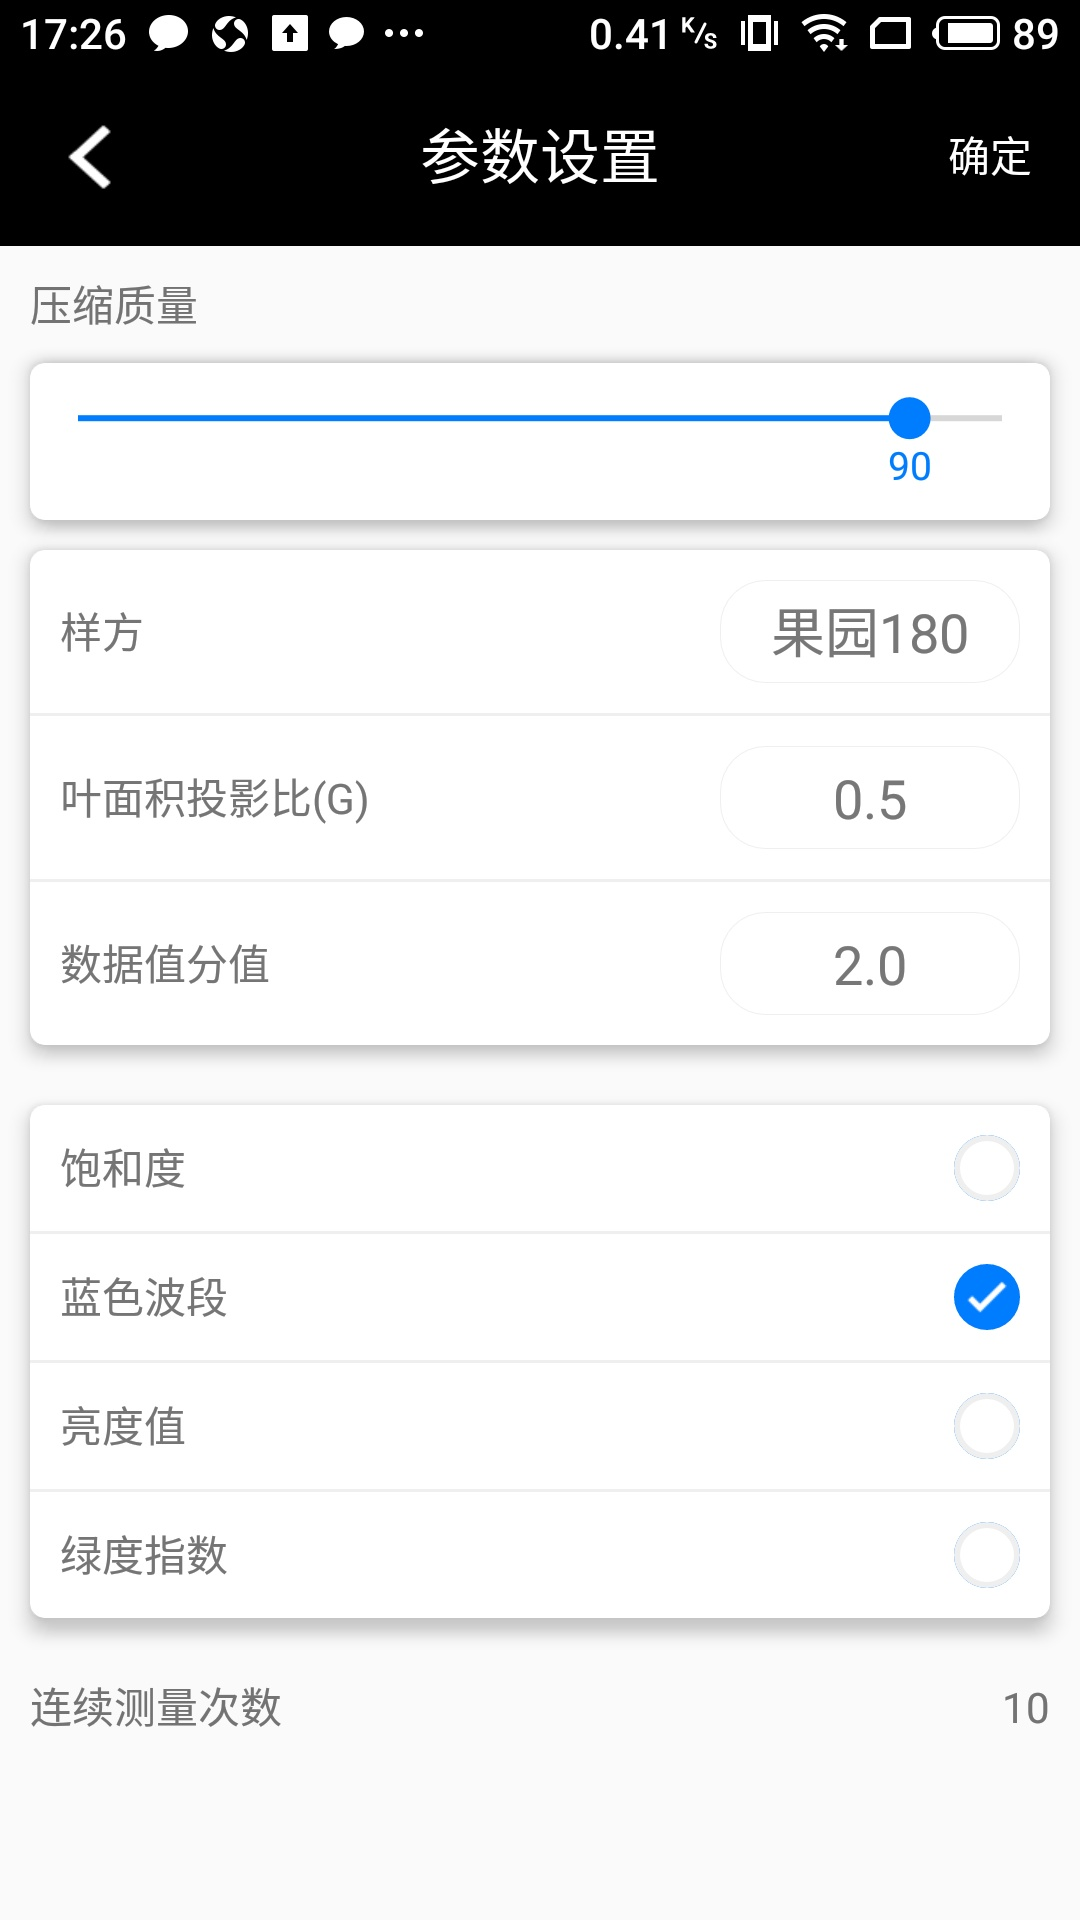 17:26 0.41 K/s 89
参数设置 确定
压缩质量
90
样方 果园180
叶面积投影比(G) 0.5
数据值分值 2.0
饱和度
蓝色波段
亮度值
绿度指数
连续测量次数 10